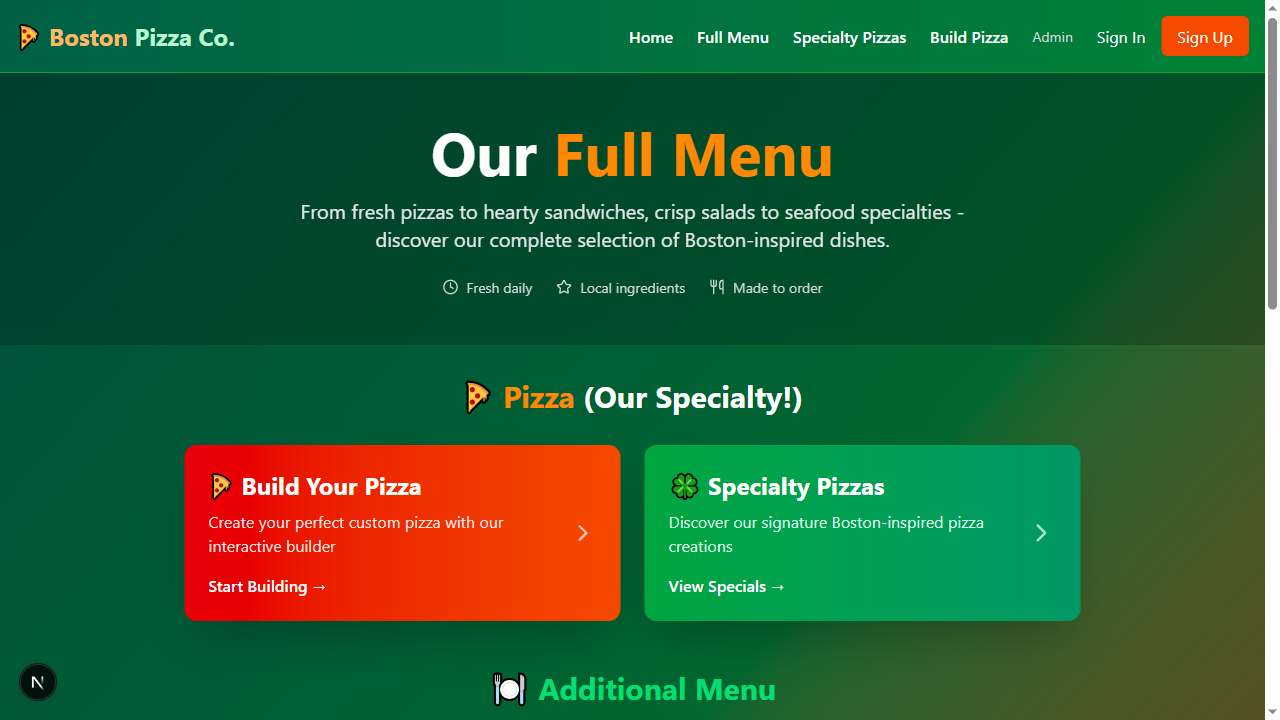 Boston Pizza Co.
Home
Full Menu
Specialty Pizzas
Build Pizza
Admin
Sign In
Sign Up
Our Full Menu
From fresh pizzas to hearty sandwiches, crisp salads to seafood specialties -
discover our complete selection of Boston-inspired dishes.
Fresh daily
Local ingredients
Made to order
Pizza (Our Specialty!)
Build Your Pizza
Create your perfect custom pizza with our
interactive builder
Start Building →
Specialty Pizzas
Discover our signature Boston-inspired pizza
creations
View Specials →
N
Additional Menu